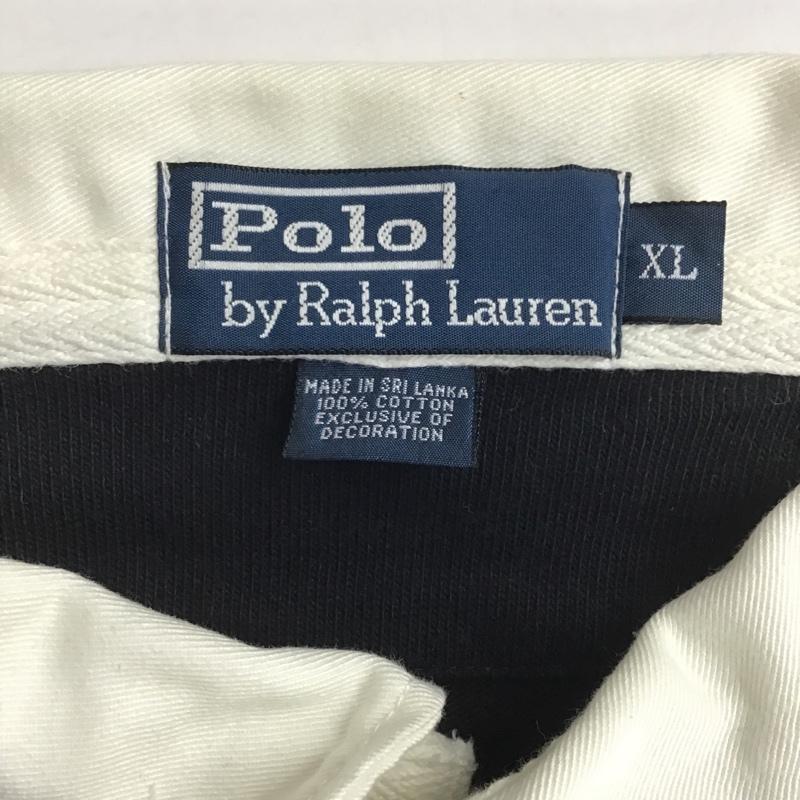 Polo
by Ralph Lauren
XL
MADE IN SRI LANKA
100% COTTON
EXCLUSIVE OF
DECORATION